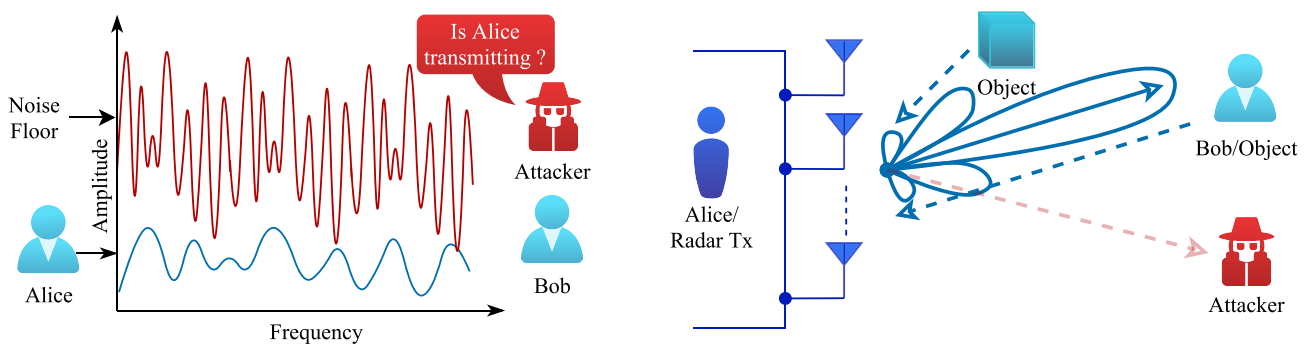 Is Alice
transmitting ?
Noise
Floor
Amplitude
Attacker
Alice
Bob
Frequency
Object
Bob/Object
Alice/
Radar Tx
Attacker